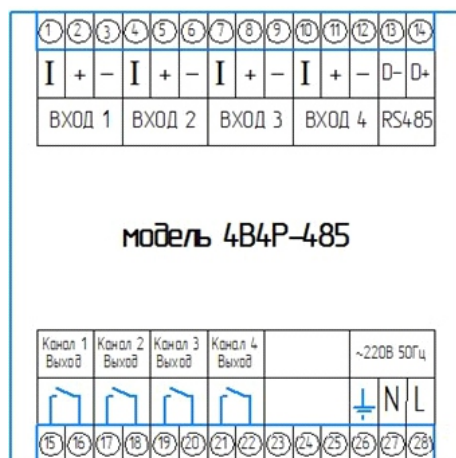 1 2 3 4 5 6 7 8 9 10 11 12 13 14
I + − I + − I + − I + − D- D+
ВХОД 1 ВХОД 2 ВХОД 3 ВХОД 4 RS485
модель 4В4Р-485
Канал 1 Выход Канал 2 Выход Канал 3 Выход Канал 4 Выход ~220В 50Гц
N L
15 16 17 18 19 20 21 22 23 24 25 26 27 28